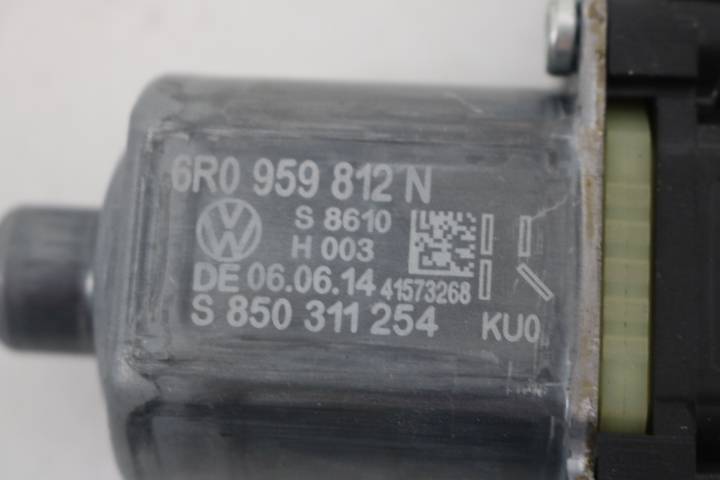 6R0 959 812 N
S 8610
H 003
DE 06.06.14 41573268
S 850 311 254 KU0